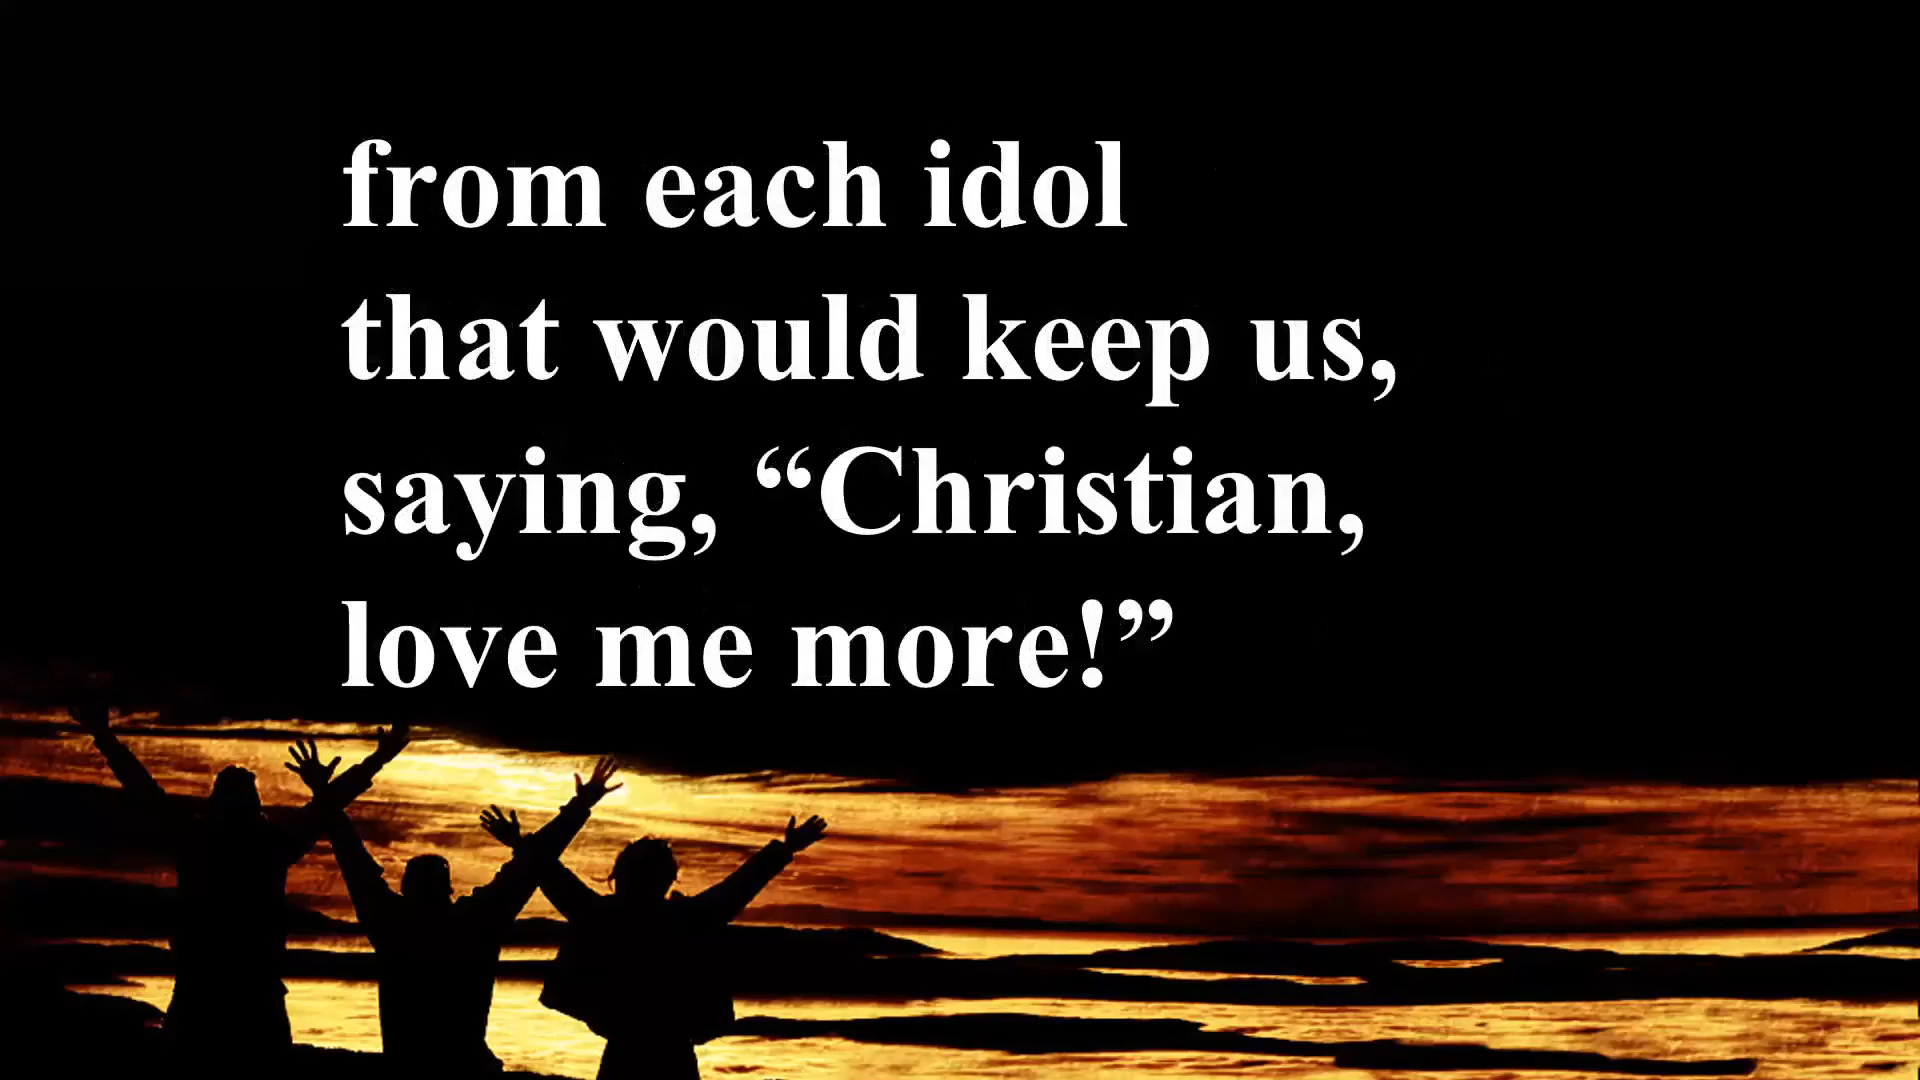 from each idol
that would keep us,
saying, “Christian,
love me more!”